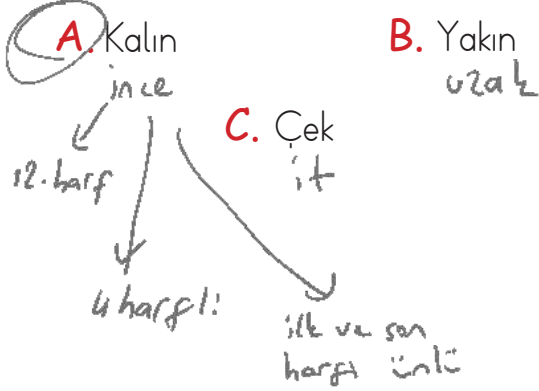 A. Kalın
B. Yakın
ince
uzak
C. Çek
it
12. harf
4 harfli
ilk ve son
harfi ünlü